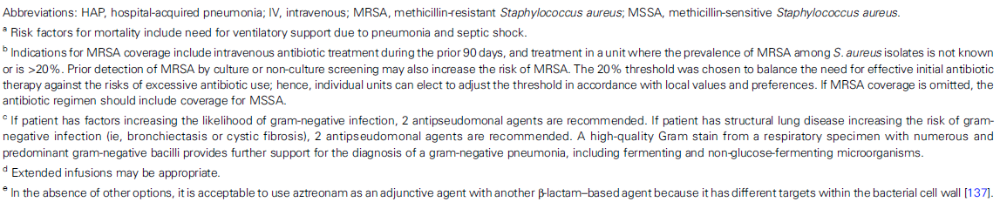 Abbreviations: HAP, hospital-acquired pneumonia; IV, intravenous; MRSA, methicillin-resistant Staphylococcus aureus; MSSA, methicillin-sensitive Staphylococcus aureus.
a Risk factors for mortality include need for ventilatory support due to pneumonia and septic shock.
b Indications for MRSA coverage include intravenous antibiotic treatment during the prior 90 days, and treatment in a unit where the prevalence of MRSA among S. aureus isolates is not known
or is >20%. Prior detection of MRSA by culture or non-culture screening may also increase the risk of MRSA. The 20% threshold was chosen to balance the need for effective initial antibiotic
therapy against the risks of excessive antibiotic use; hence, individual units can elect to adjust the threshold in accordance with local values and preferences. If MRSA coverage is omitted, the
antibiotic regimen should include coverage for MSSA.
c If patient has factors increasing the likelihood of gram-negative infection, 2 antipseudomonal agents are recommended. If patient has structural lung disease increasing the risk of gram-
negative infection (ie, bronchiectasis or cystic fibrosis), 2 antipseudomonal agents are recommended. A high-quality Gram stain from a respiratory specimen with numerous and
predominant gram-negative bacilli provides further support for the diagnosis of a gram-negative pneumonia, including fermenting and non-glucose-fermenting microorganisms.
d Extended infusions may be appropriate.
e In the absence of other options, it is acceptable to use aztreonam as an adjunctive agent with another β-lactam–based agent because it has different targets within the bacterial cell wall [137].